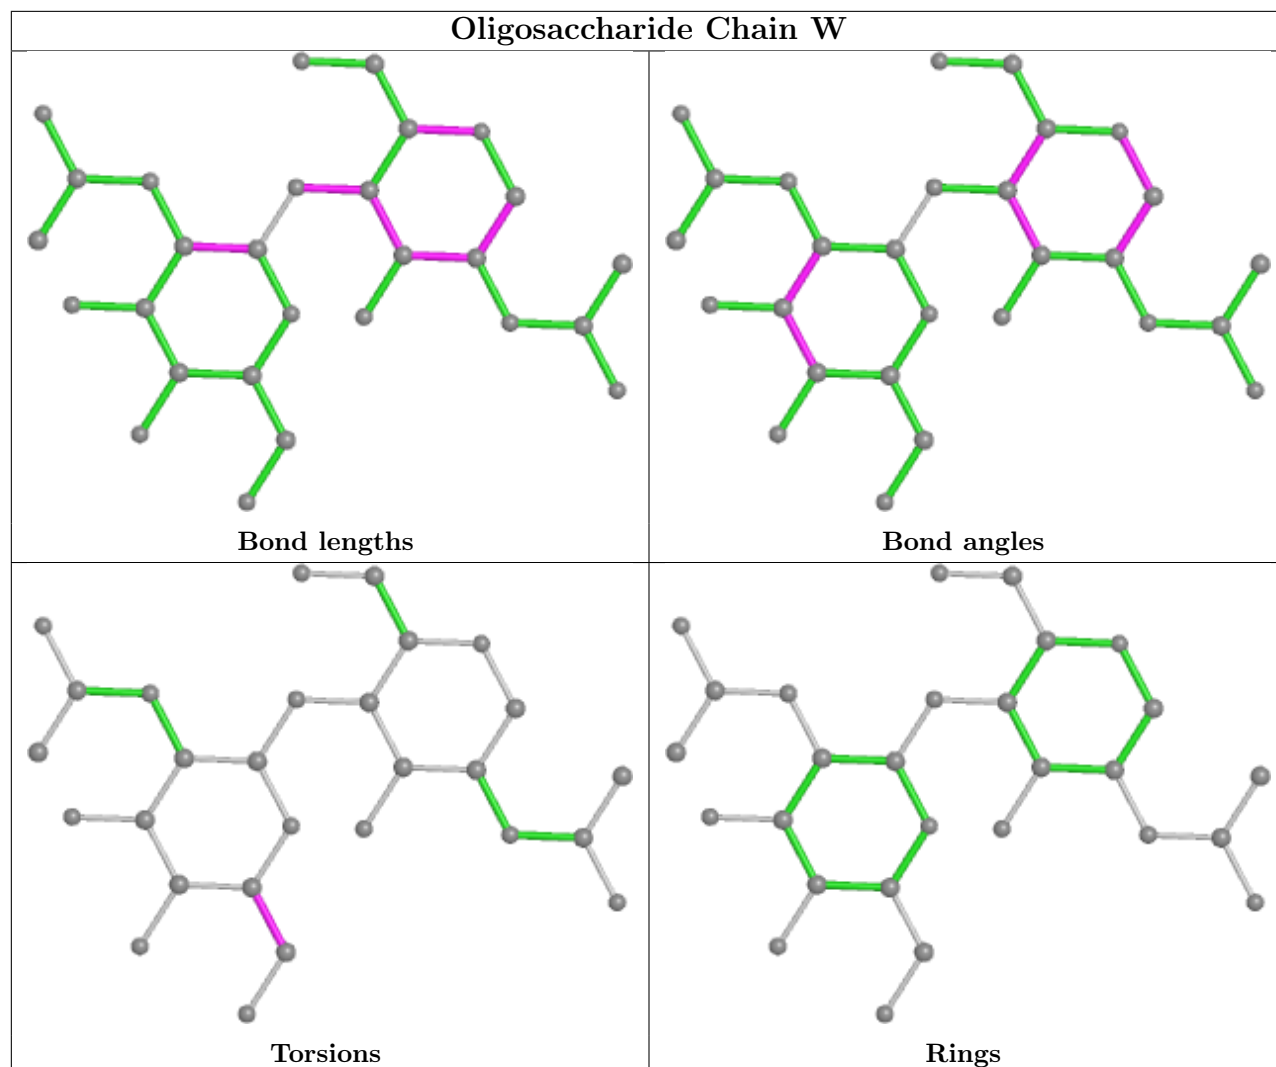 Oligosaccharide Chain W
Bond lengths
Bond angles
Torsions
Rings